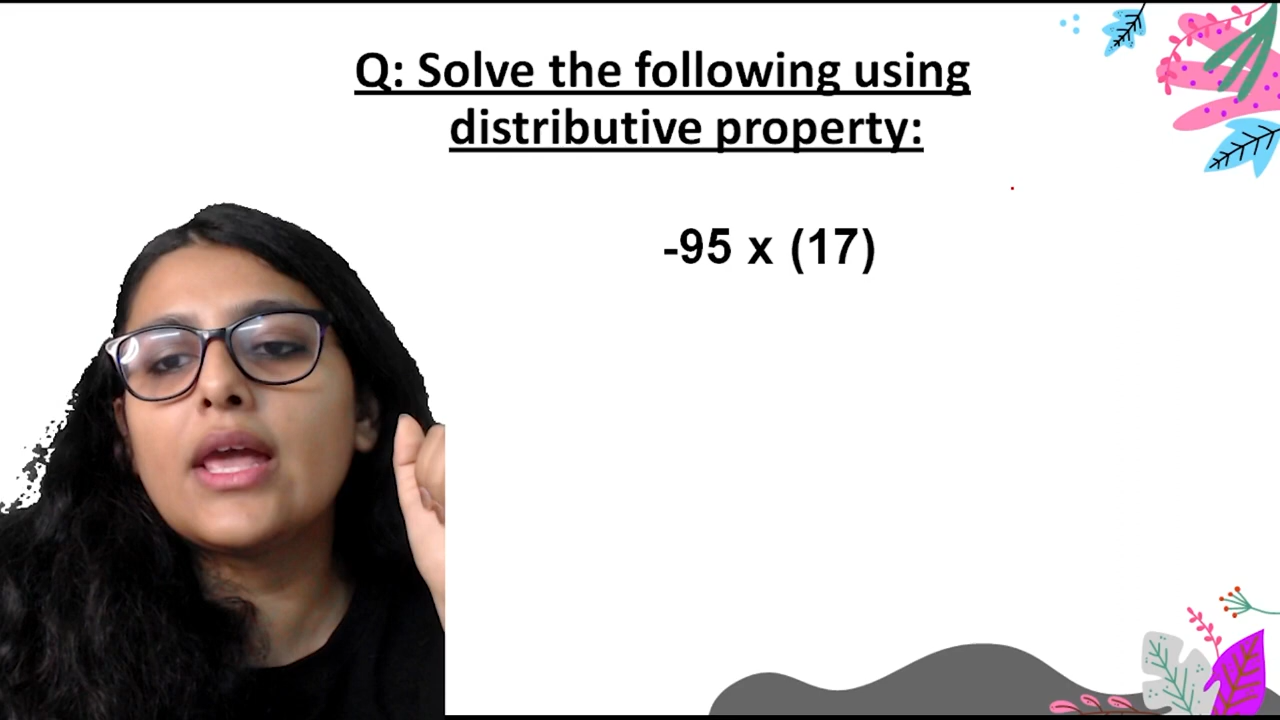 Q: Solve the following using
distributive property:
-95 x (17)